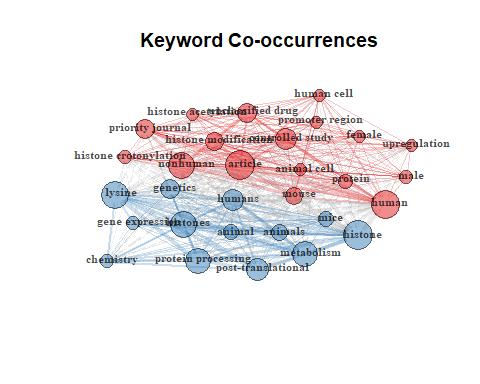 Keyword Co-occurrences
human cell
unclassified drug
histone acetylation
promoter region
priority journal
histone modification
controlled study
female
upregulation
histone crotonylation
nonhuman
article
animal cell
protein
male
genetics
lysine
humans
mouse
human
mice
gene expression
histones
animal
animals
histone
chemistry
protein processing
metabolism
post-translational